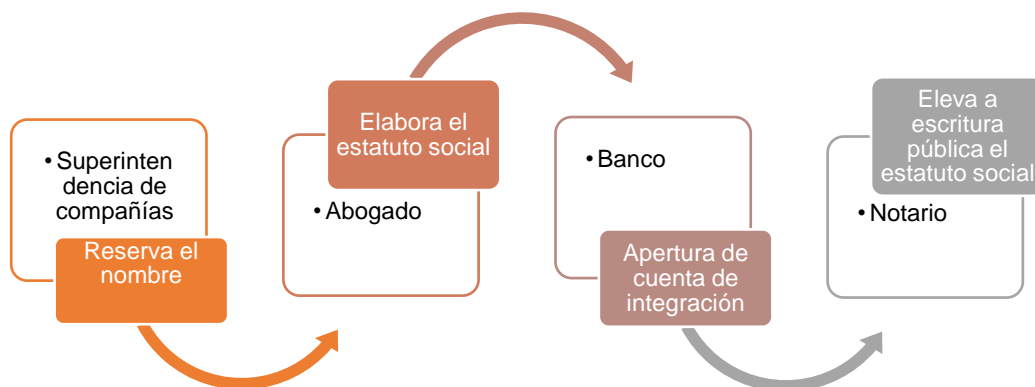 • Superinten
dencia de
compañías
Reserva el
nombre
Elabora el
estatuto social
• Abogado
• Banco
Apertura de
cuenta de
integración
Eleva a
escritura
pública el
estatuto social
• Notario